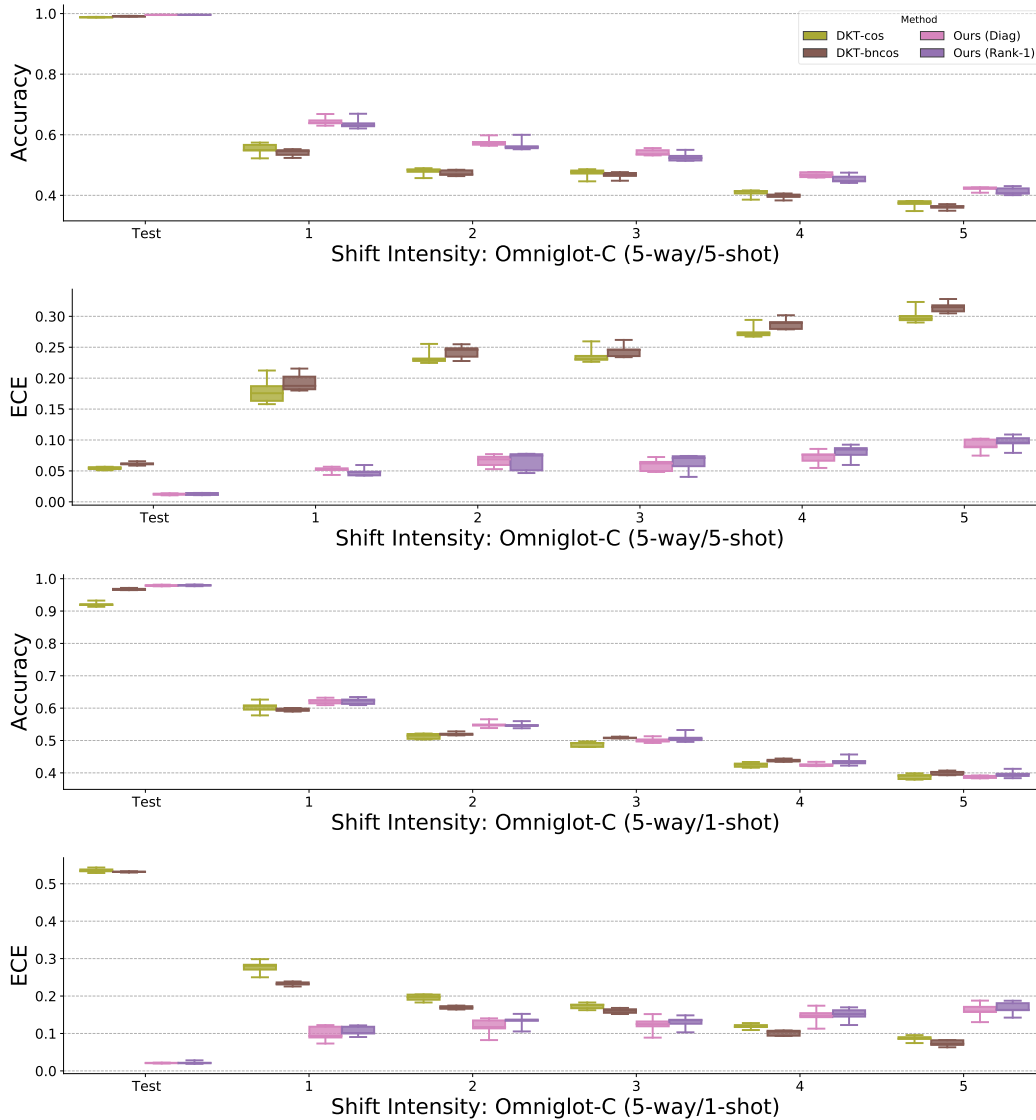 Method
DKT-cos
DKT-bncos
Ours (Diag)
Ours (Rank-1)
Accuracy
1.0
0.8
0.6
0.4
Test 1 2 3 4 5
Shift Intensity: Omniglot-C (5-way/5-shot)
ECE
0.30
0.25
0.20
0.15
0.10
0.05
0.00
Test 1 2 3 4 5
Shift Intensity: Omniglot-C (5-way/5-shot)
Accuracy
1.0
0.9
0.8
0.7
0.6
0.5
0.4
Test 1 2 3 4 5
Shift Intensity: Omniglot-C (5-way/1-shot)
ECE
0.5
0.4
0.3
0.2
0.1
0.0
Test 1 2 3 4 5
Shift Intensity: Omniglot-C (5-way/1-shot)